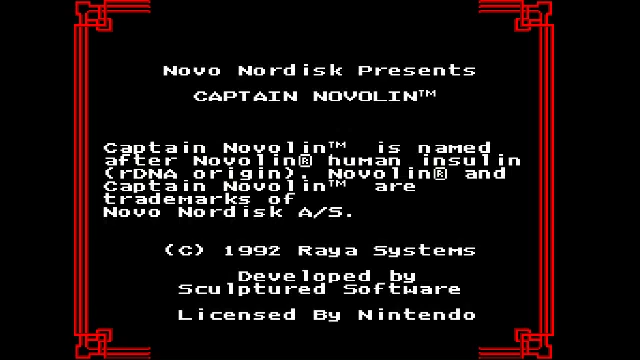 Novo Nordisk Presents
CAPTAIN NOVOLIN™
Captain Novolin™ is named
after Novolin® human insulin
(rDNA origin). Novolin® and
Captain Novolin™ are
trademarks of
Novo Nordisk A/S.
(C) 1992 Raya Systems
Developed by
Sculptured Software
Licensed By Nintendo